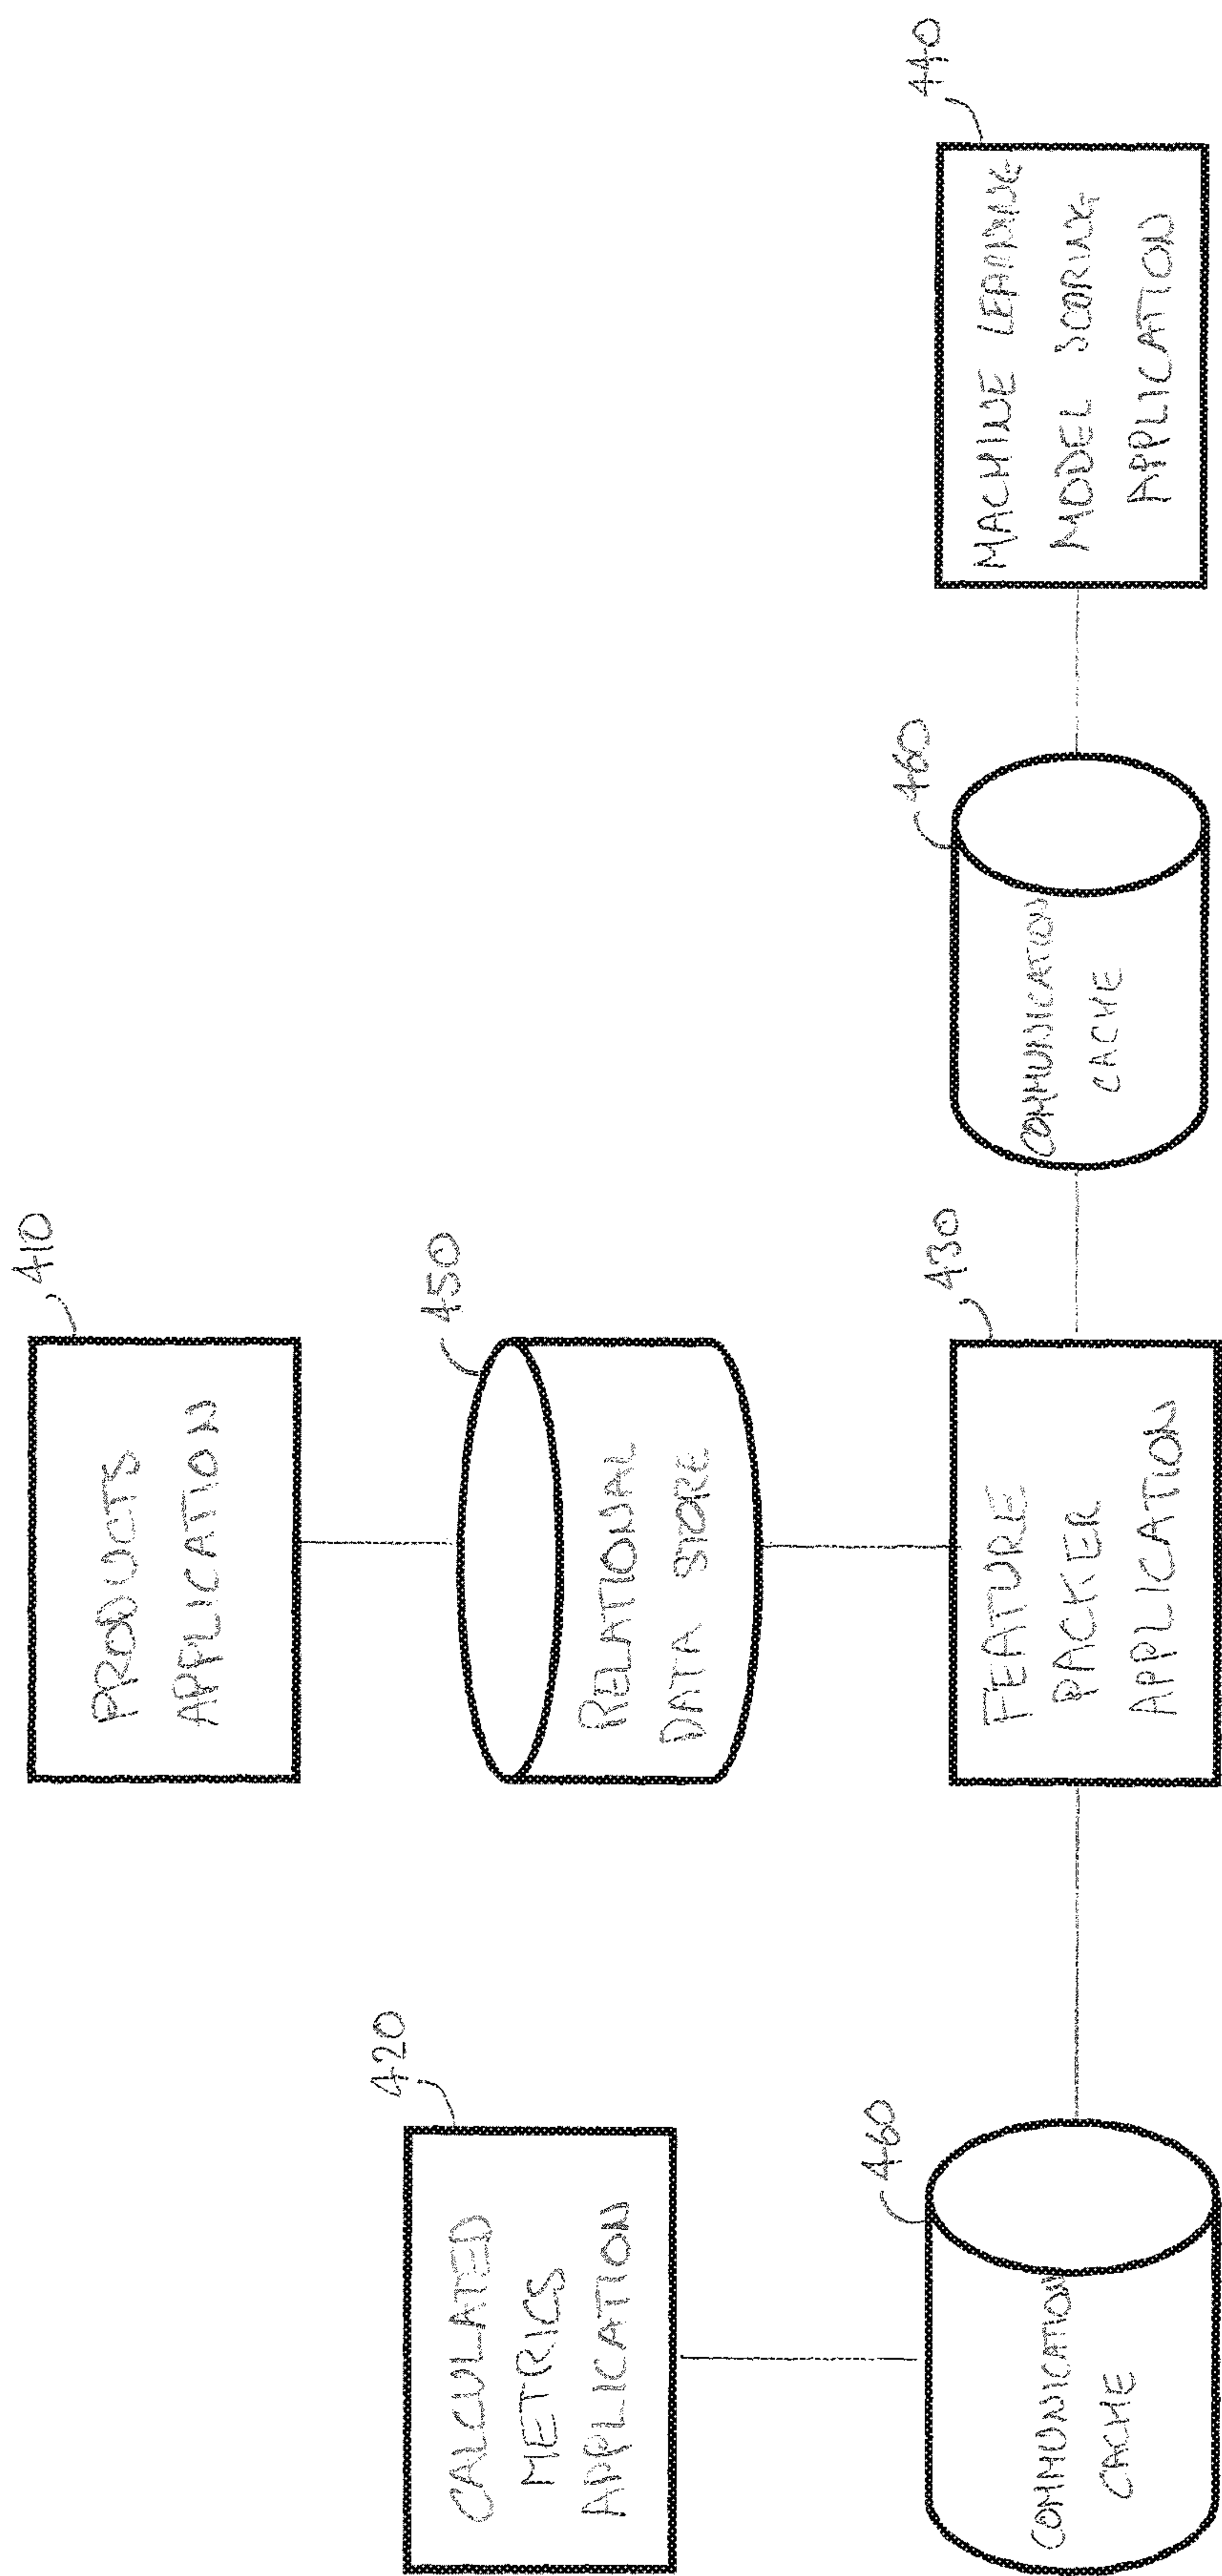 410
PRODUCTS
APPLICATION
450
RELATIONAL
DATA STORE
420
CALCULATED
METRICS
APPLICATION
460
COMMUNICATION
CACHE
430
FEATURE
PACKER
APPLICATION
460
COMMUNICATION
CACHE
440
MACHINE LEARNING
MODEL SCORING
APPLICATION